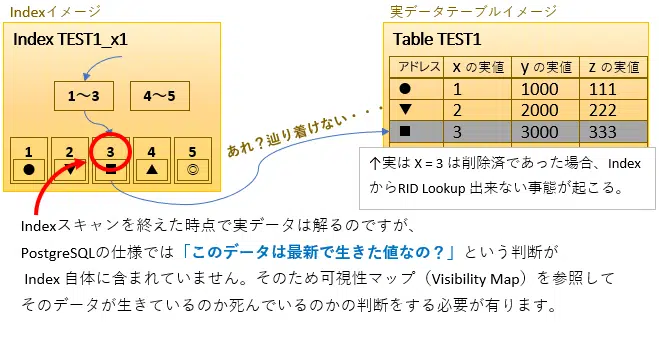 Indexイメージ
Index TEST1_x1
1～3
4～5
1
2
3
4
5
● ▼ ■ ▲ ◎
あれ？辿り着けない・・・
実データテーブルイメージ
Table TEST1
アドレス X の実値 y の実値 z の実値
● 1 1000 111
▼ 2 2000 222
■ 3 3000 333
↑実は X = 3 は削除済であった場合、Index
からRID Lookup 出来ない事態が起こる。
Indexスキャンを終えた時点で実データは解るのですが、
PostgreSQLの仕様では「このデータは最新で生きた値なの？」という判断が
Index 自体に含まれていません。そのため可視性マップ（Visibility Map）を参照して
そのデータが生きているのか死んでいるのかの判断をする必要が有ります。